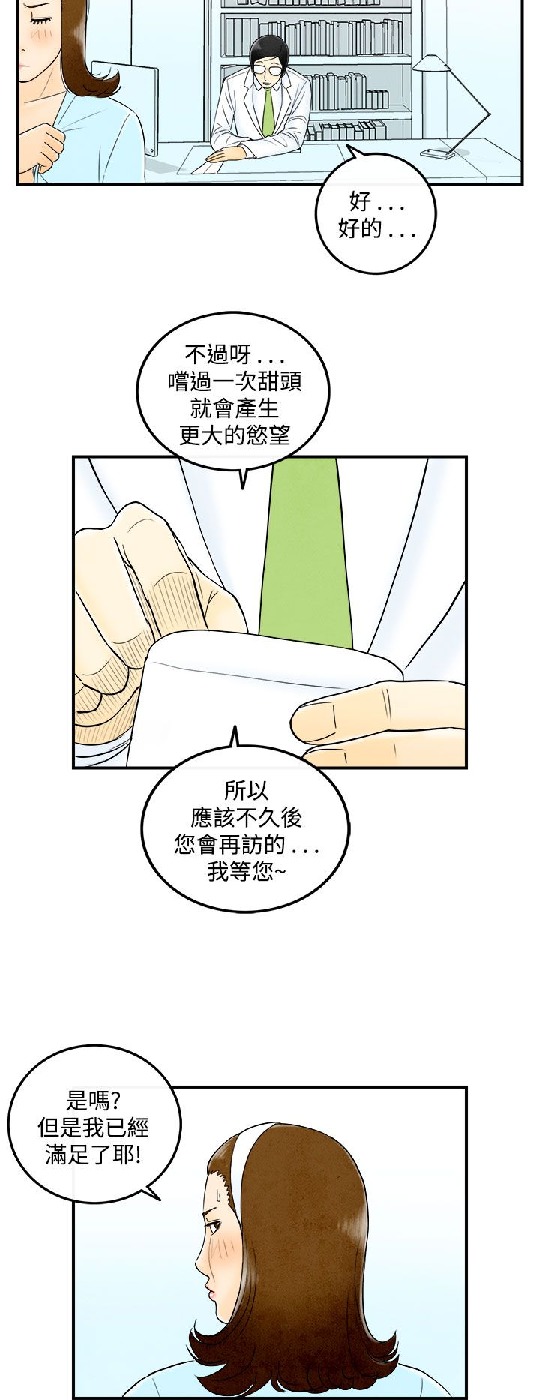 好...
好的...
不過呀...
嚐過一次甜頭
就會產生
更大的慾望
所以
應該不久後
您會再訪的...
我等您~
是嗎?
但是我已經
滿足了耶!